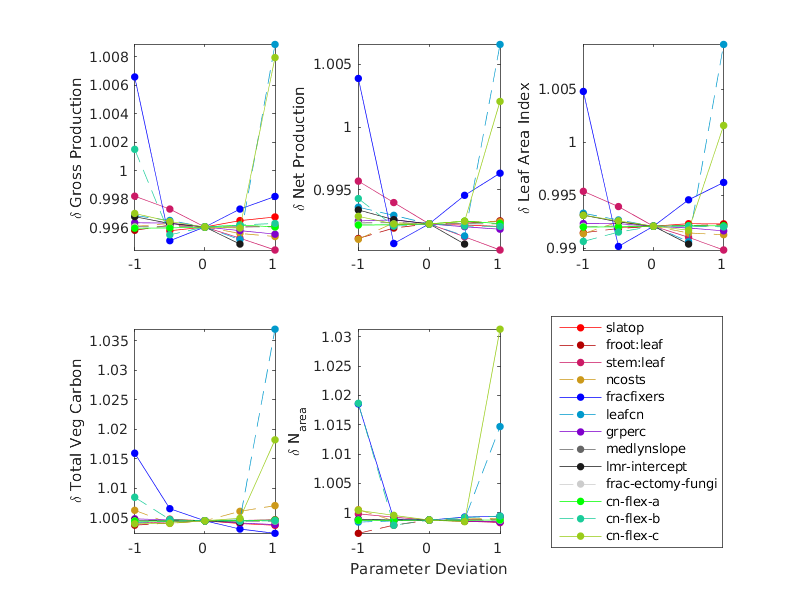 δ Gross Production
1.008
1.006
1.004
1.002
1
0.998
0.996
-1
0
1
δ Net Production
1.005
1
0.995
-1
0
1
δ Leaf Area Index
1.005
1
0.995
0.99
-1
0
1
δ Total Veg Carbon
1.035
1.03
1.025
1.02
1.015
1.01
1.005
-1
0
1
δ N_area
1.03
1.02
1.015
1.01
1.005
1
-1
0
1
Parameter Deviation
slatop
froot:leaf
stem:leaf
ncosts
fracfixers
leafcn
grperc
medlynslope
lmr-intercept
frac-ectomy-fungi
cn-flex-a
cn-flex-b
cn-flex-c